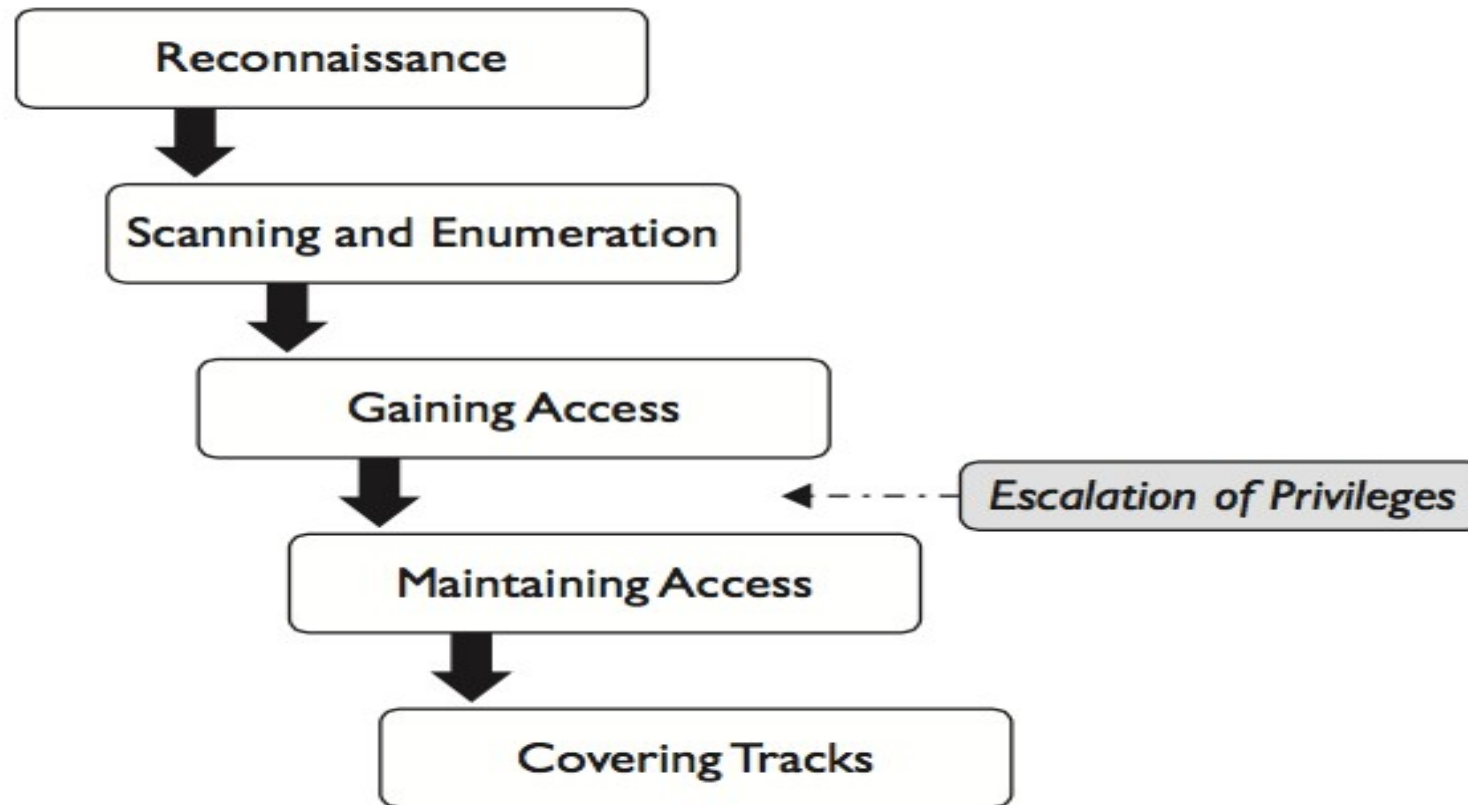 Reconnaissance
Scanning and Enumeration
Gaining Access
Escalation of Privileges
Maintaining Access
Covering Tracks